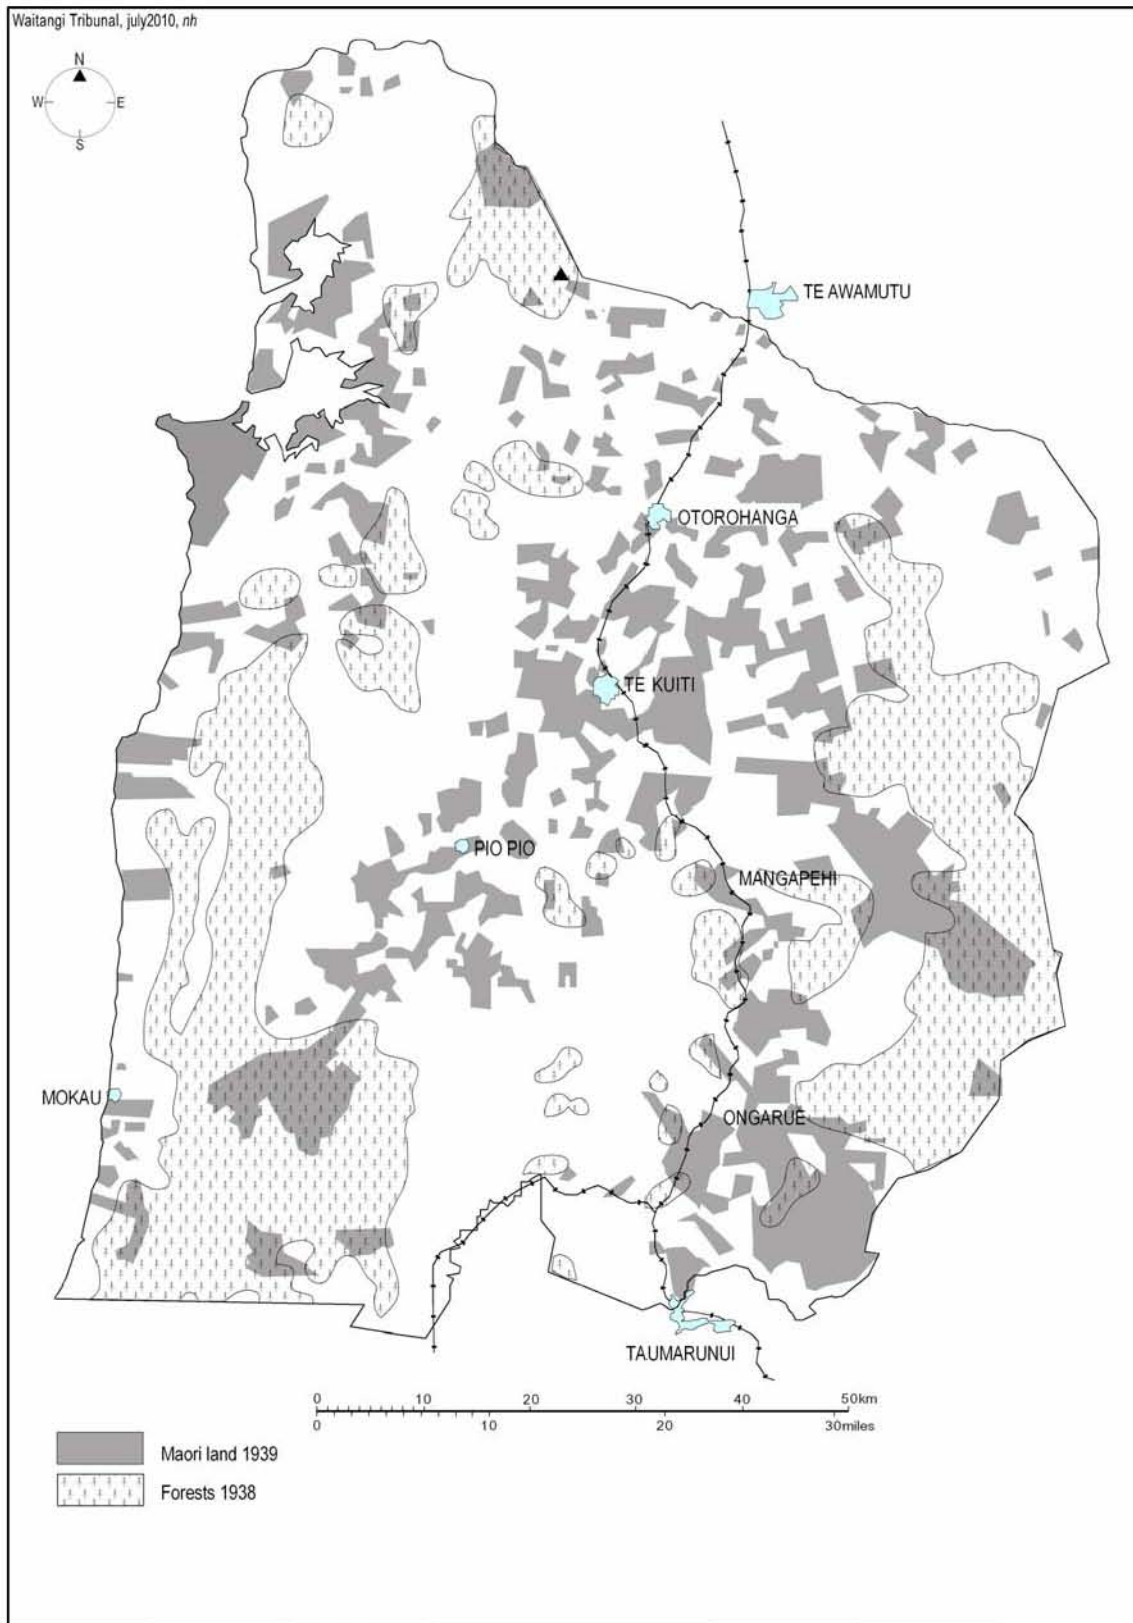 Waitangi Tribunal, july2010, nh
N
W E
S
TE AWAMUTU
OTOROHANGA
TE KUITI
PIO PIO
MANGAPEHI
MOKAU
ONGARUE
TAUMARUNUI
0 10 20 30 40 50km
0 10 20 30miles
Maori land 1939
Forests 1938